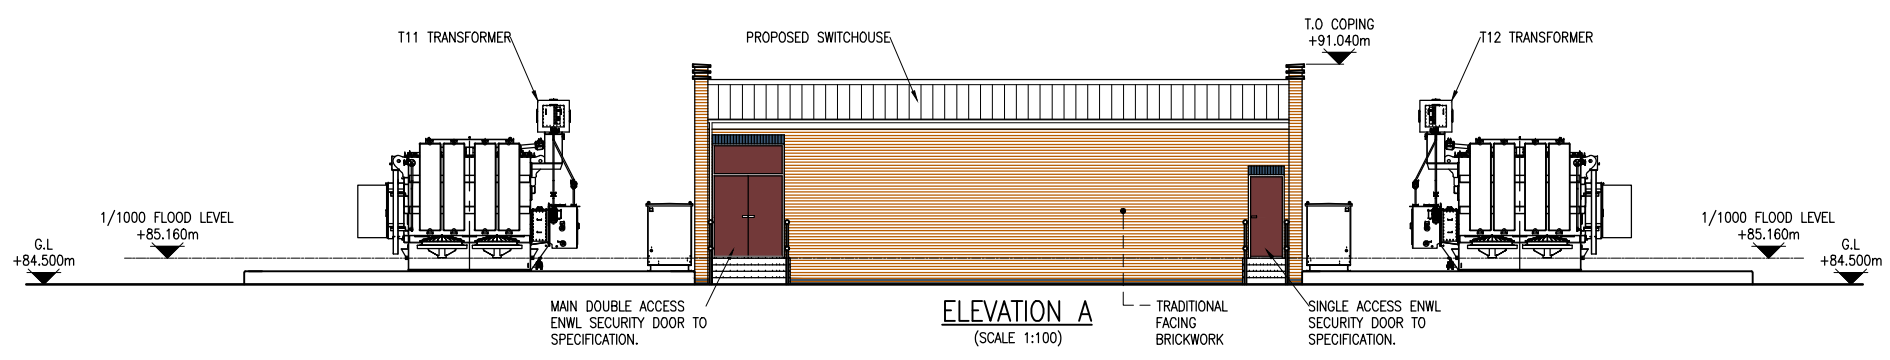 T11 TRANSFORMER
PROPOSED SWITCHOUSE
T.O COPING
+91.040m
T12 TRANSFORMER
1/1000 FLOOD LEVEL
+85.160m
G.L
+84.500m
1/1000 FLOOD LEVEL
+85.160m
G.L
+84.500m
MAIN DOUBLE ACCESS
ENWL SECURITY DOOR TO
SPECIFICATION.
ELEVATION A
(SCALE 1:100)
TRADITIONAL
FACING
BRICKWORK
SINGLE ACCESS ENWL
SECURITY DOOR TO
SPECIFICATION.